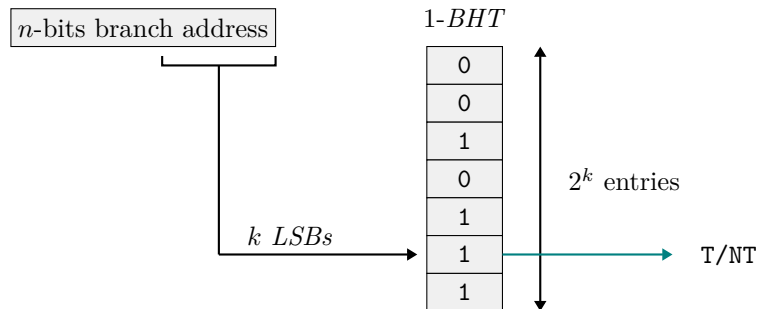 n-bits branch address
1-BHT
0
0
1
0
1
1
1
2^k entries
k LSBs
T/NT